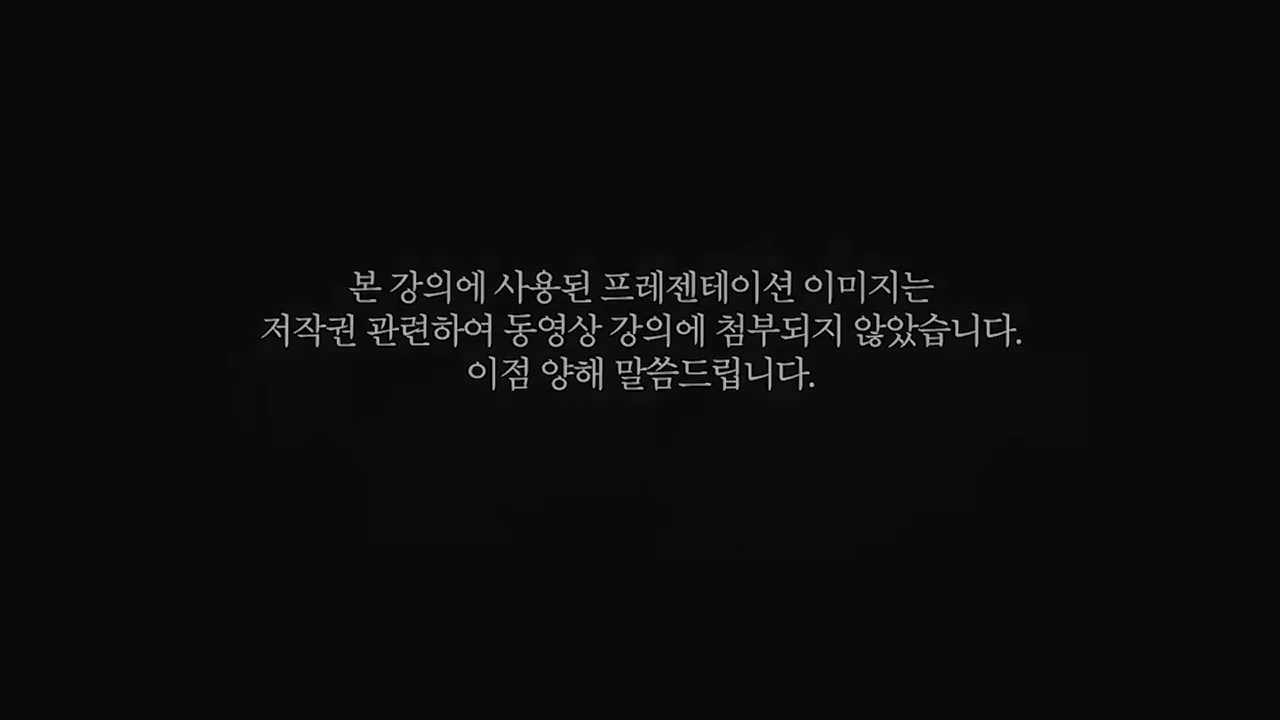 본 강의에 사용된 프레젠테이션 이미지는
저작권 관련하여 동영상 강의에 첨부되지 않았습니다.
이점 양해 말씀드립니다.